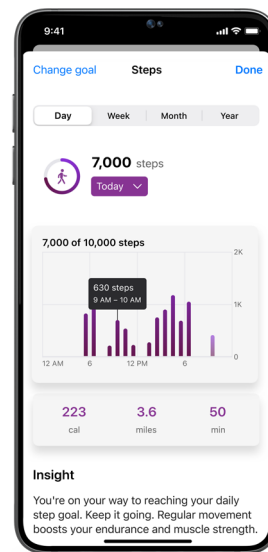 9:41
Change goal Steps Done
Day Week Month Year
7,000 steps
Today
7,000 of 10,000 steps
2K
630 steps
9 AM – 10 AM
1K
0
12 AM 6 12 PM 6
223 3.6 50
cal miles min
Insight
You're on your way to reaching your daily
step goal. Keep it going. Regular movement
boosts your endurance and muscle strength.